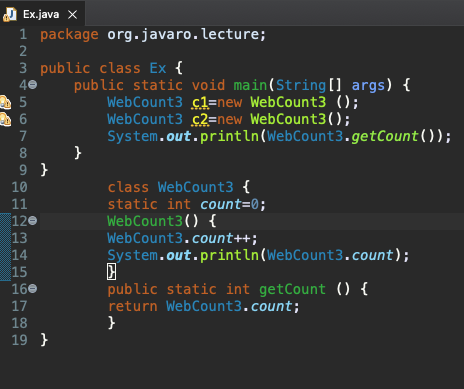 Ex.java
1 package org.javaro.lecture;
2
3 public class Ex {
4 public static void main(String[] args) {
5 WebCount3 c1=new WebCount3 ();
6 WebCount3 c2=new WebCount3();
7 System.out.println(WebCount3.getCount());
8 }
9 }
10 class WebCount3 {
11 static int count=0;
12 WebCount3() {
13 WebCount3.count++;
14 System.out.println(WebCount3.count);
15 }
16 public static int getCount () {
17 return WebCount3.count;
18 }
19 }